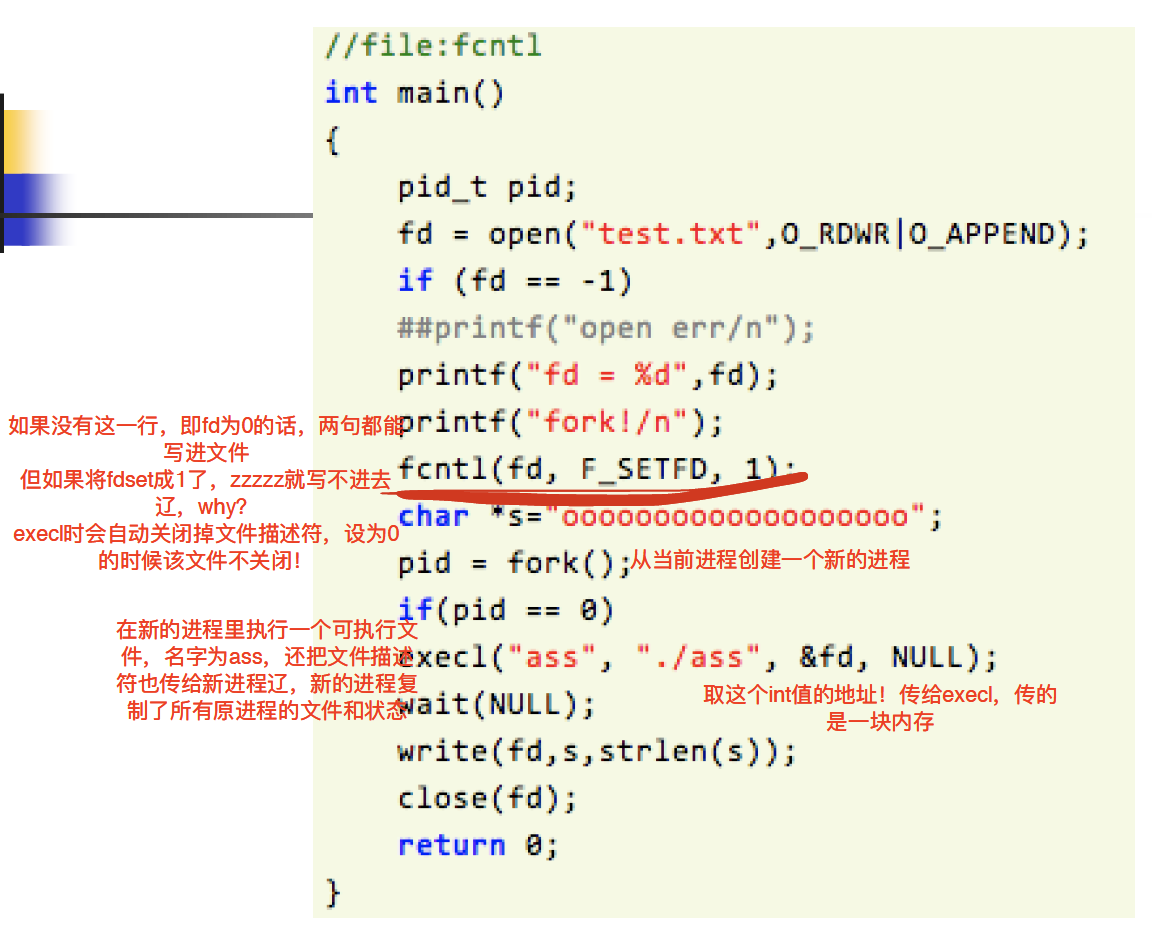 //file:fcntl
int main()
{
pid_t pid;
fd = open("test.txt",O_RDWR|O_APPEND);
if (fd == -1)
##printf("open err/n");
printf("fd = %d",fd);
printf("fork!/n");
如果没有这一行，即fd为0的话，两句都能
写进文件
但如果将fdset成1了，zzzzz就写不进去
辽，why?
execl时会自动关闭掉文件描述符，设为0
的时候该文件不关闭！
fcntl(fd, F_SETFD, 1);
char *s="ooooooooooooooooooo";
pid = fork();从当前进程创建一个新的进程
if(pid == 0)
在新的进程里执行一个可执行文
件，名字为ass，还把文件描述
符也传给新进程辽，新的进程复
制了所有原进程的文件和状态
execl("ass", "./ass", &fd, NULL);
取这个int值的地址！传给execl，传的
是一块内存
wait(NULL);
write(fd,s,strlen(s));
close(fd);
return 0;
}